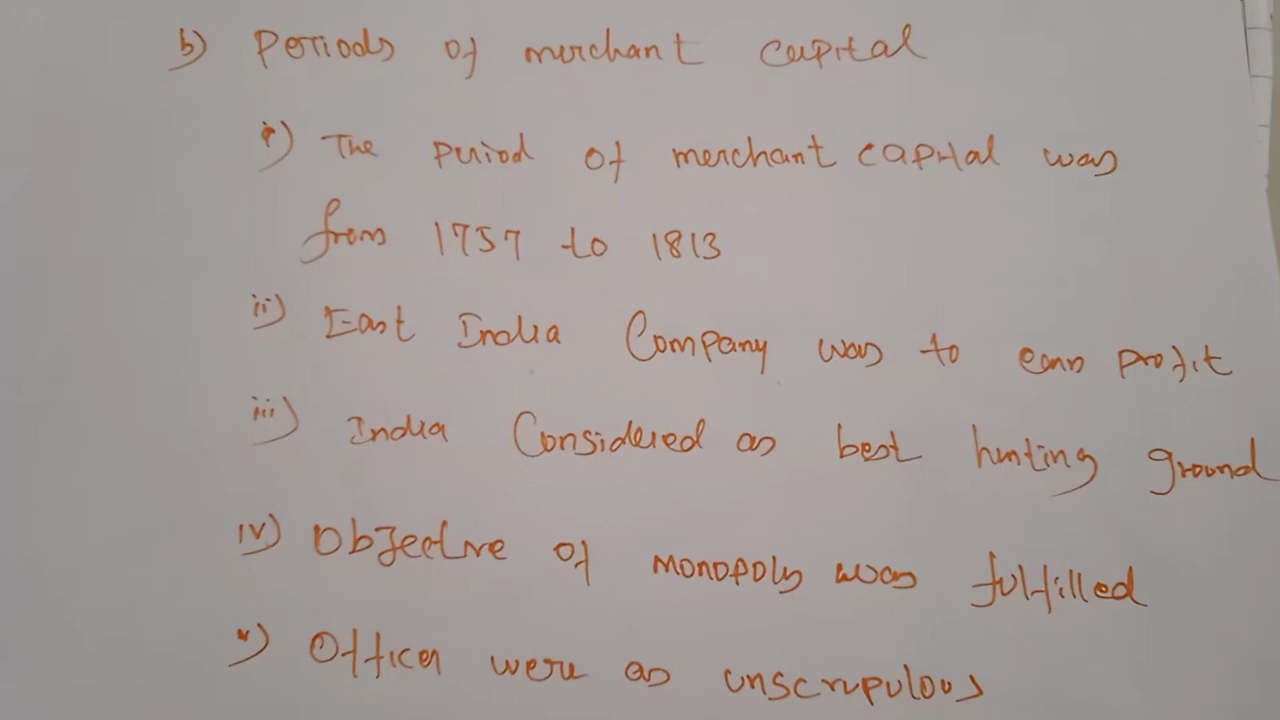 b) Periods of merchant capital
i) The period of merchant capital was
from 1757 to 1813
ii) East India Company was to earn profit
iii) India Considered as best hunting ground
iv) Objective of monopoly was fulfilled
v) Officer were as unscrupulous